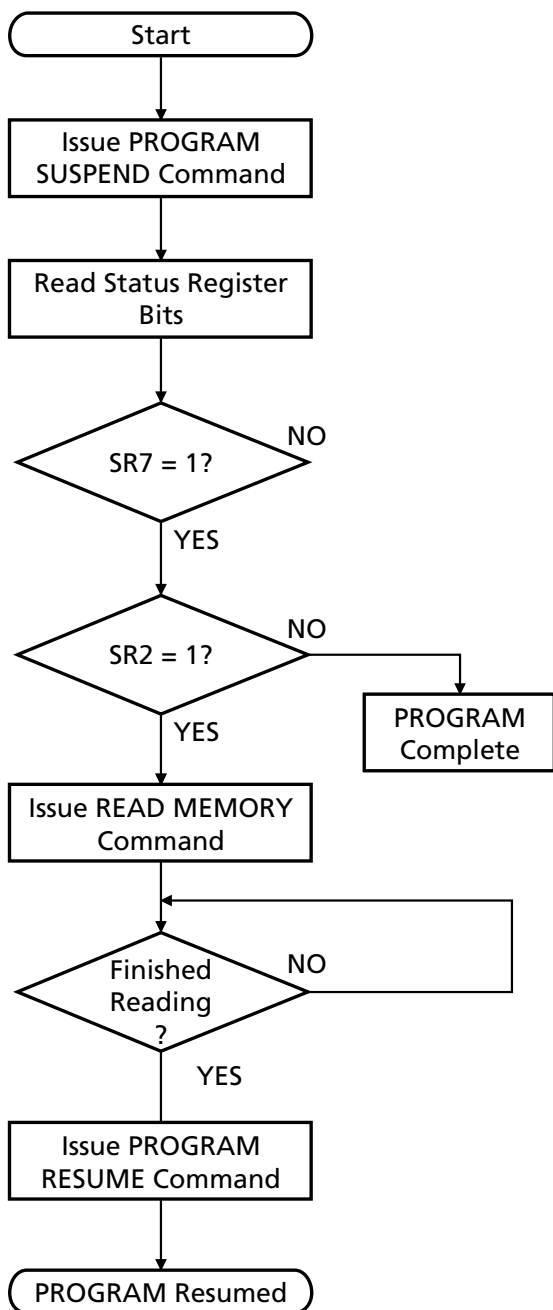 Start
Issue PROGRAM
SUSPEND Command
Read Status Register
Bits
SR7 = 1?
NO
YES
SR2 = 1?
NO
YES
PROGRAM
Complete
Issue READ MEMORY
Command
Finished
Reading
?
NO
YES
Issue PROGRAM
RESUME Command
PROGRAM Resumed